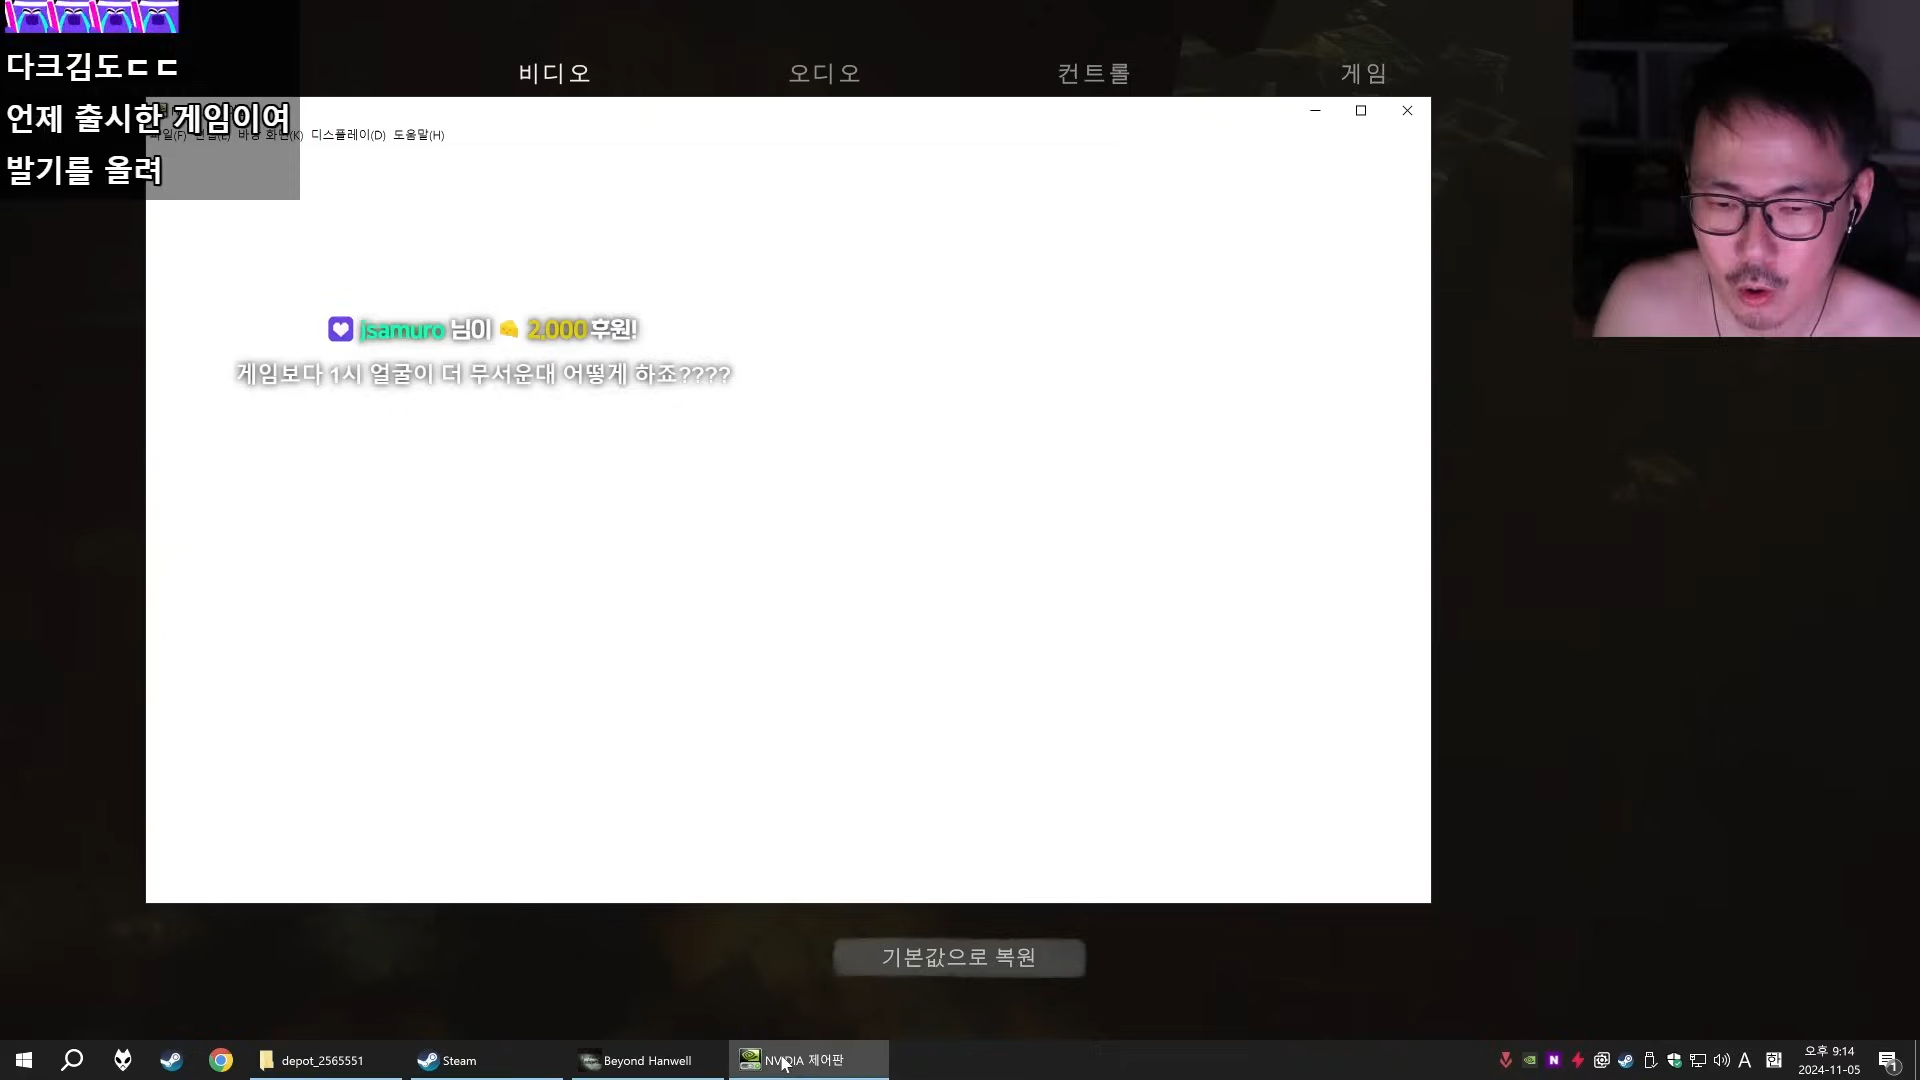 다크김도ㄷㄷ
언제 출시한 게임이여
발기를 올려
비디오
오디오
컨트롤
게임
디스플레이(D) 도움말(H)
jsamuro 님이 2,000 후원!
게임보다 1시 얼굴이 더 무서운대 어떻게 하죠????
기본값으로 복원
depot_2565551
Steam
Beyond Hanwell
NVIDIA 제어판
A
한
오후 9:14
2024-11-05
1